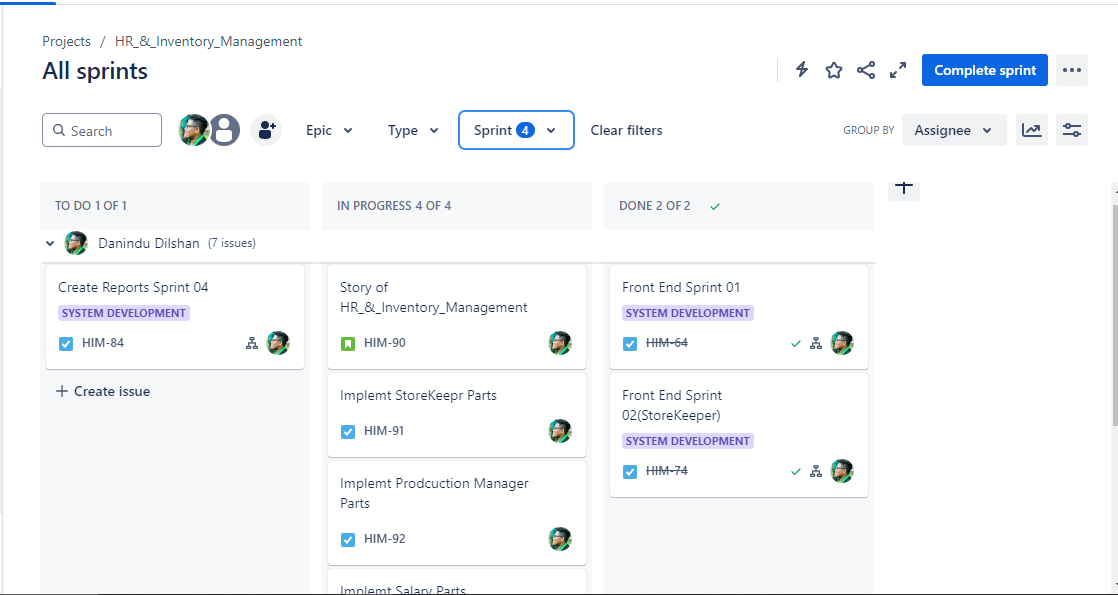 Projects / HR_&_Inventory_Management
All sprints
Complete sprint
Search
Epic
Type
Sprint 4
Clear filters
GROUP BY
Assignee
TO DO 1 OF 1
IN PROGRESS 4 OF 4
DONE 2 OF 2
Danindu Dilshan (7 issues)
Create Reports Sprint 04
SYSTEM DEVELOPMENT
HIM-84
Create issue
Story of
HR_&_Inventory_Management
HIM-90
Implemt StoreKeepr Parts
HIM-91
Implemt Prodcuction Manager
Parts
HIM-92
Implemt Salary Parts
Front End Sprint 01
SYSTEM DEVELOPMENT
HIM-64
Front End Sprint
02(StoreKeeper)
SYSTEM DEVELOPMENT
HIM-74